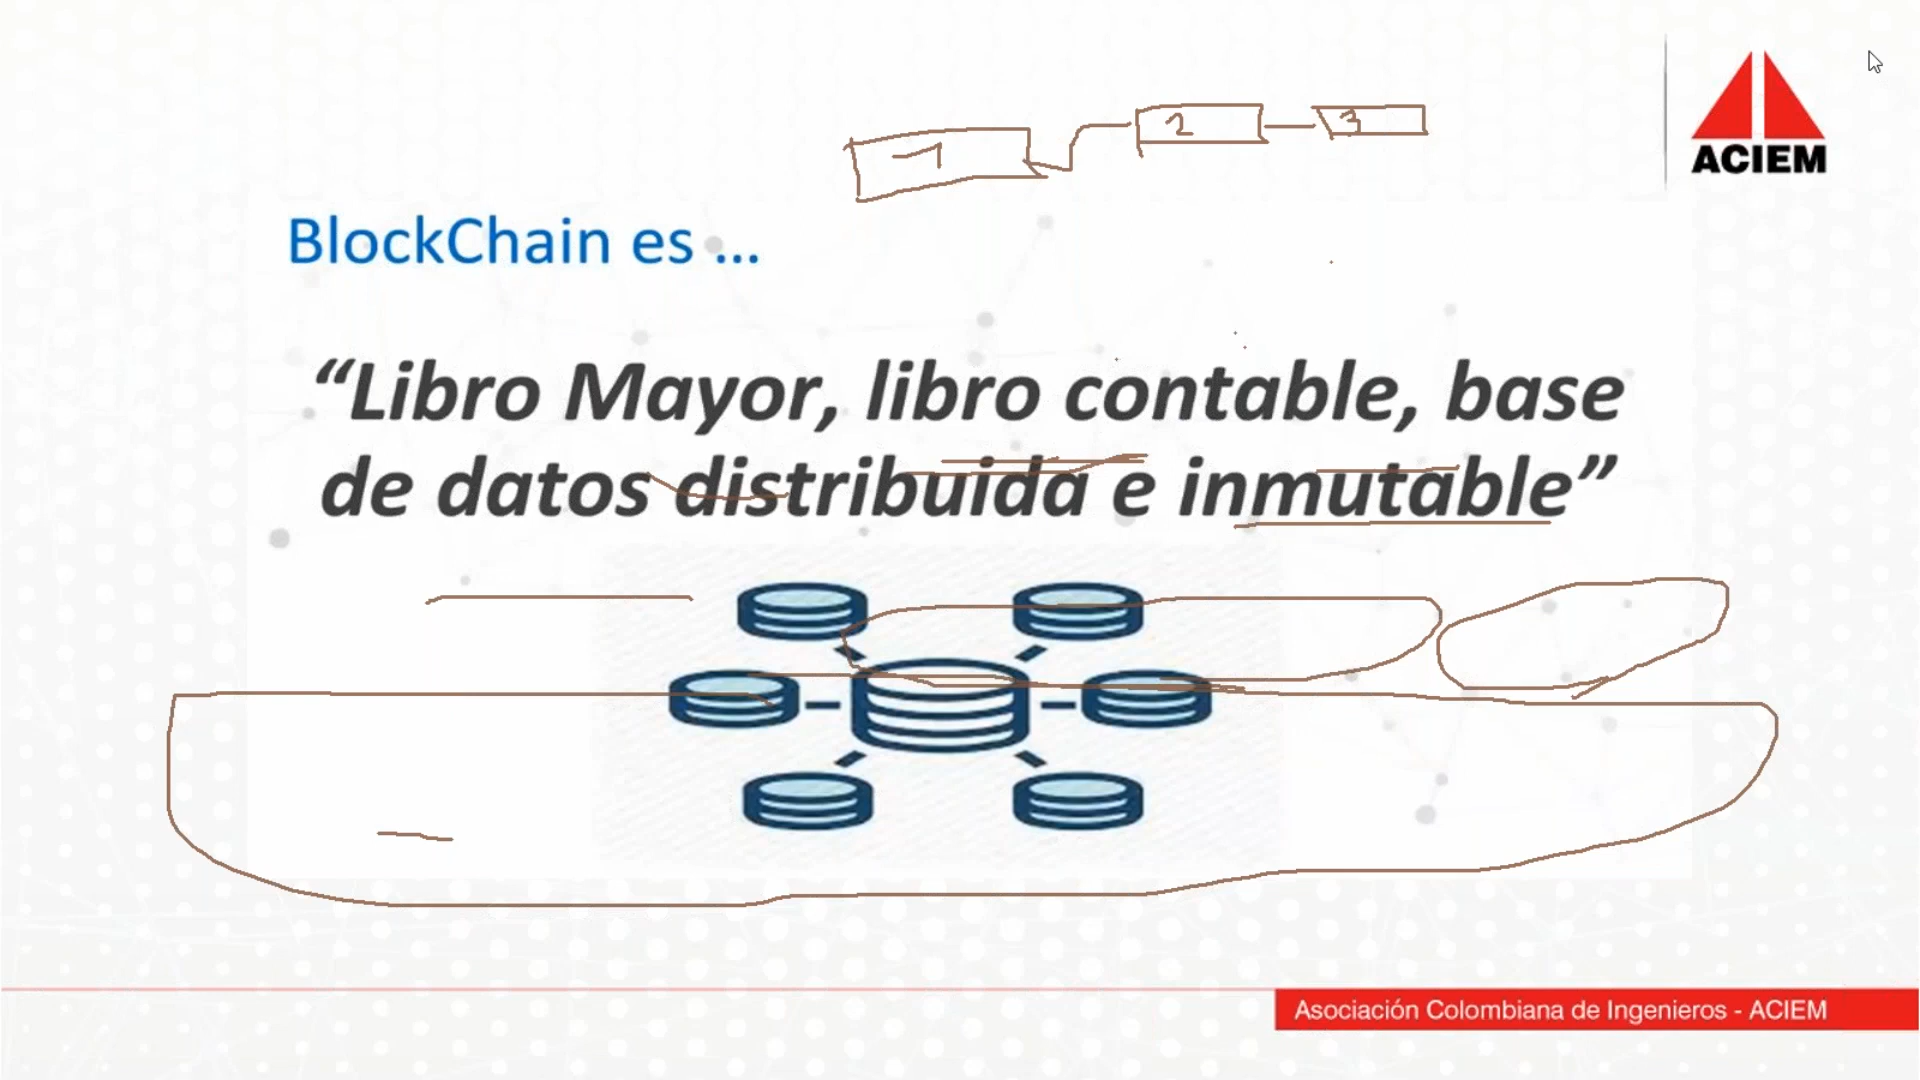 1
2
3
ACIEM
BlockChain es ...
“Libro Mayor, libro contable, base
de datos distribuida e inmutable”
Asociación Colombiana de Ingenieros - ACIEM